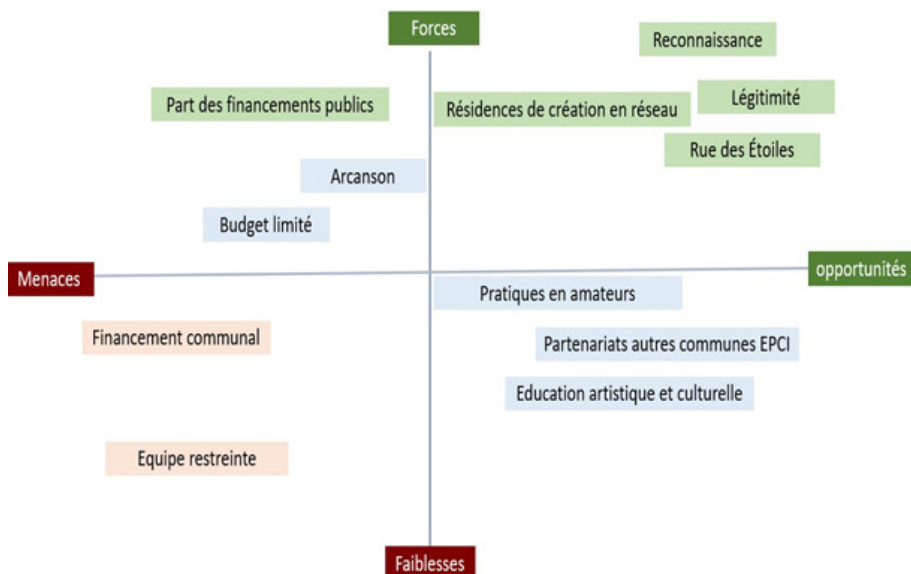 Forces
Reconnaissance
Part des financements publics
Résidences de création en réseau
Légitimité
Rue des Étoiles
Arcanson
Budget limité
Menaces
opportunités
Pratiques en amateurs
Financement communal
Partenariats autres communes EPCI
Education artistique et culturelle
Equipe restreinte
Faiblesses